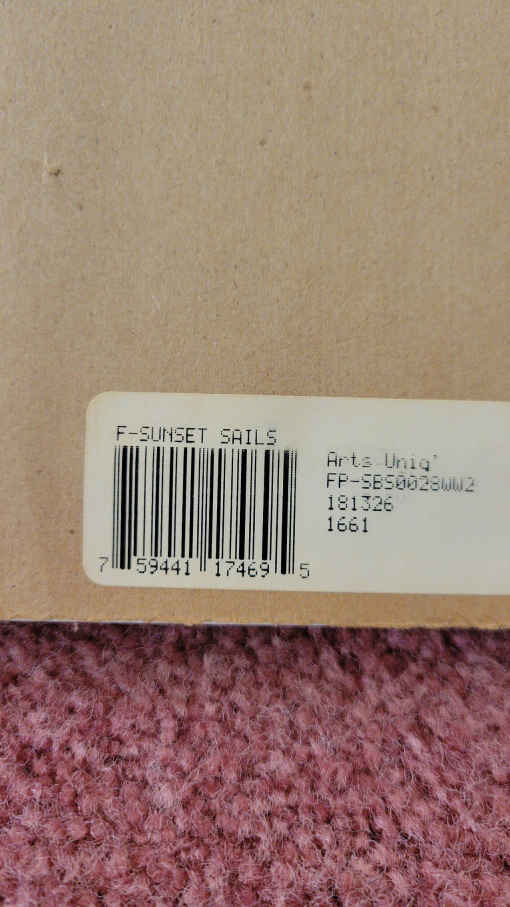 F-SUNSET SAILS
Arts Uniq'
FP-SBS0028WW2
181326
1661
7 59441 17469 5